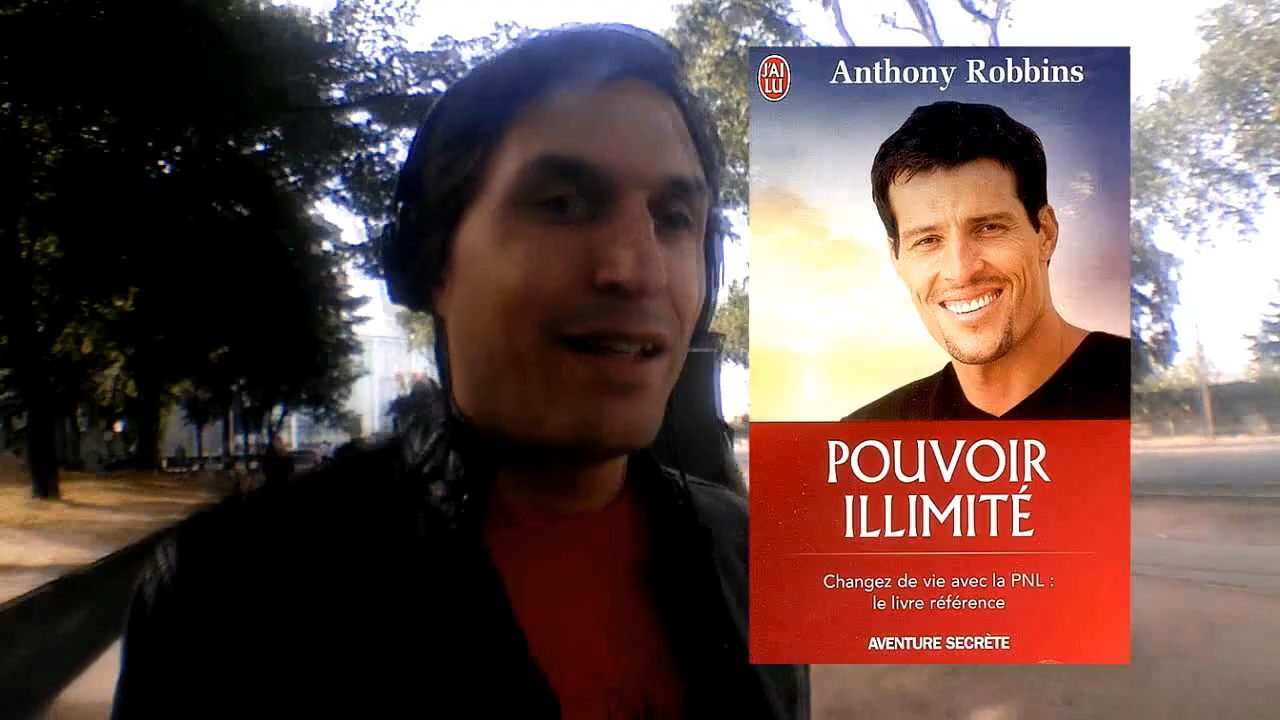 J'AI
LU
Anthony Robbins
POUVOIR
ILLIMITÉ
Changez de vie avec la PNL :
le livre référence
AVENTURE SECRÈTE